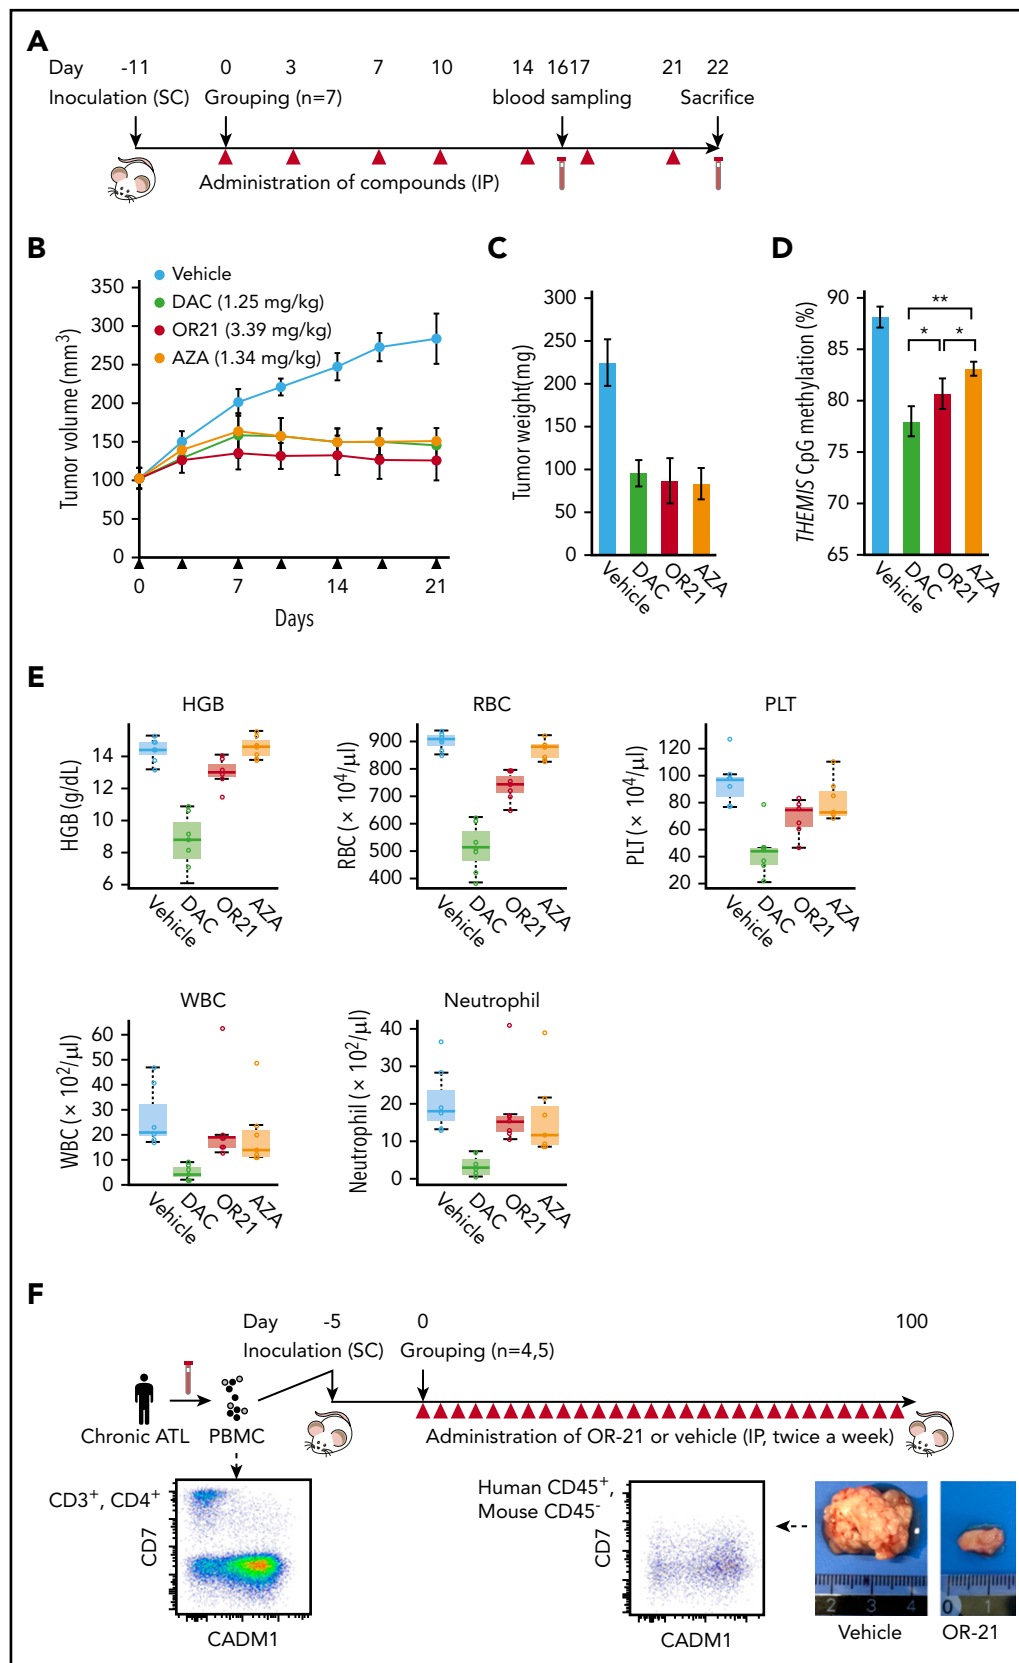 A
Day -11 0 3 7 10 14 16 17 21 22
Inoculation (SC) Grouping (n=7) blood sampling Sacrifice
Administration of compounds (IP)
B
Vehicle
DAC (1.25 mg/kg)
OR21 (3.39 mg/kg)
AZA (1.34 mg/kg)
Tumor volume (mm³)
350
300
250
200
150
100
50
0
0 7 14 21
Days
C
Tumor weight(mg)
300
250
200
150
100
50
0
Vehicle DAC OR21 AZA
D
THEMIS CpG methylation (%)
90
85
80
75
70
65
**
* *
Vehicle DAC OR21 AZA
E
HGB
HGB (g/dL)
14
12
10
8
6
Vehicle DAC OR21 AZA
RBC
RBC (× 10⁴/μl)
900
800
700
600
500
400
Vehicle DAC OR21 AZA
PLT
PLT (× 10⁴/μl)
120
100
80
60
40
20
Vehicle DAC OR21 AZA
WBC
WBC (× 10²/μl)
60
50
40
30
20
10
0
Vehicle DAC OR21 AZA
Neutrophil
Neutrophil (× 10²/μl)
40
30
20
10
0
Vehicle DAC OR21 AZA
F
Day -5 0 100
Inoculation (SC) Grouping (n=4,5)
Chronic ATL PBMC Administration of OR-21 or vehicle (IP, twice a week)
CD3⁺, CD4⁺
CD7
CADM1
Human CD45⁺,
Mouse CD45⁻
CD7
CADM1
2 3 4
Vehicle
0 1
OR-21